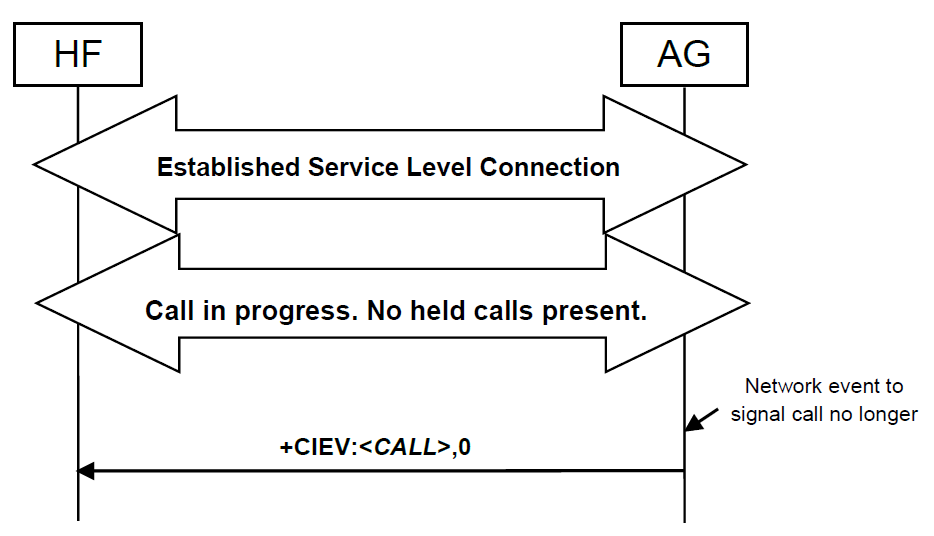 HF
AG
Established Service Level Connection
Call in progress. No held calls present.
Network event to
signal call no longer
+CIEV:<CALL>,0